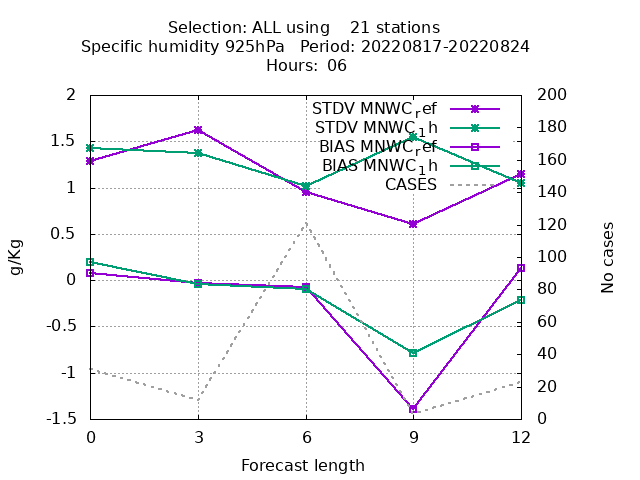 Selection: ALL using 21 stations
Specific humidity 925hPa Period: 20220817-20220824
Hours: 06
STDV MNWC_ref
STDV MNWC_1h
BIAS MNWC_ref
BIAS MNWC_1h
CASES
2
1.5
1
0.5
0
-0.5
-1
-1.5
200
180
160
140
120
100
80
60
40
20
0
g/Kg
No cases
0 3 6 9 12
Forecast length